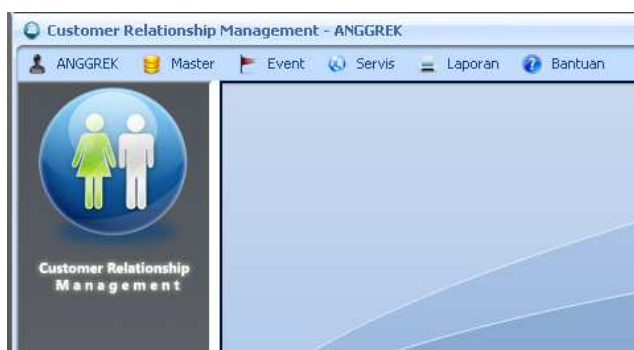 Customer Relationship Management - ANGGREK
ANGGREK Master Event Servis Laporan Bantuan
Customer Relationship
Management